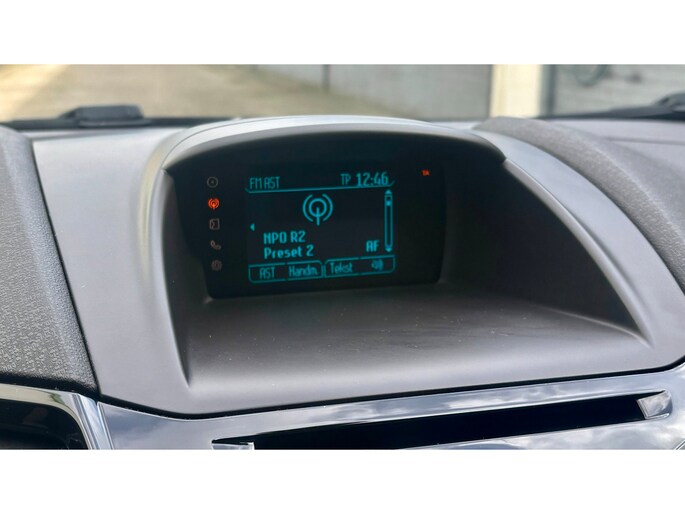 FM AST TP 12:46
NPO R2
Preset 2 AF
AST Handm. Tekst